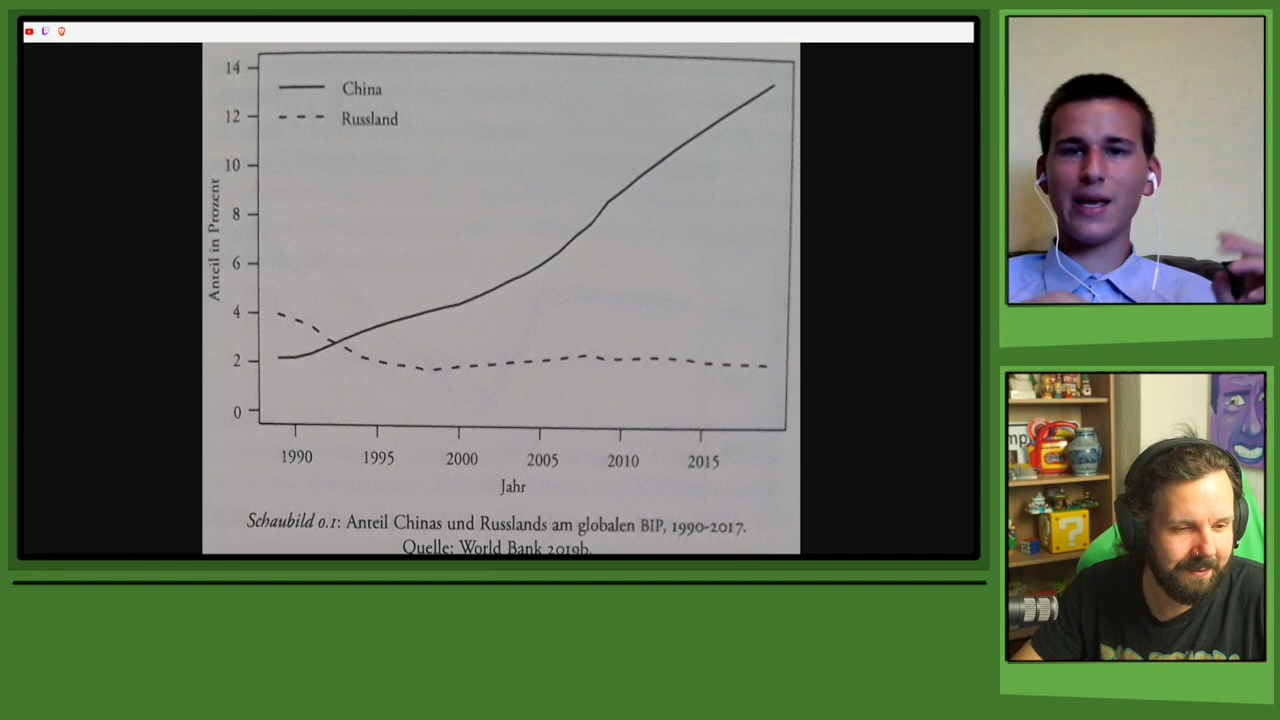 14
China
Russland
12
10
8
6
4
2
0
Anteil in Prozent
1990 1995 2000 2005 2010 2015
Jahr
Schaubild 0.1: Anteil Chinas und Russlands am globalen BIP, 1990-2017.
Quelle: World Bank 2019b.
mp
?